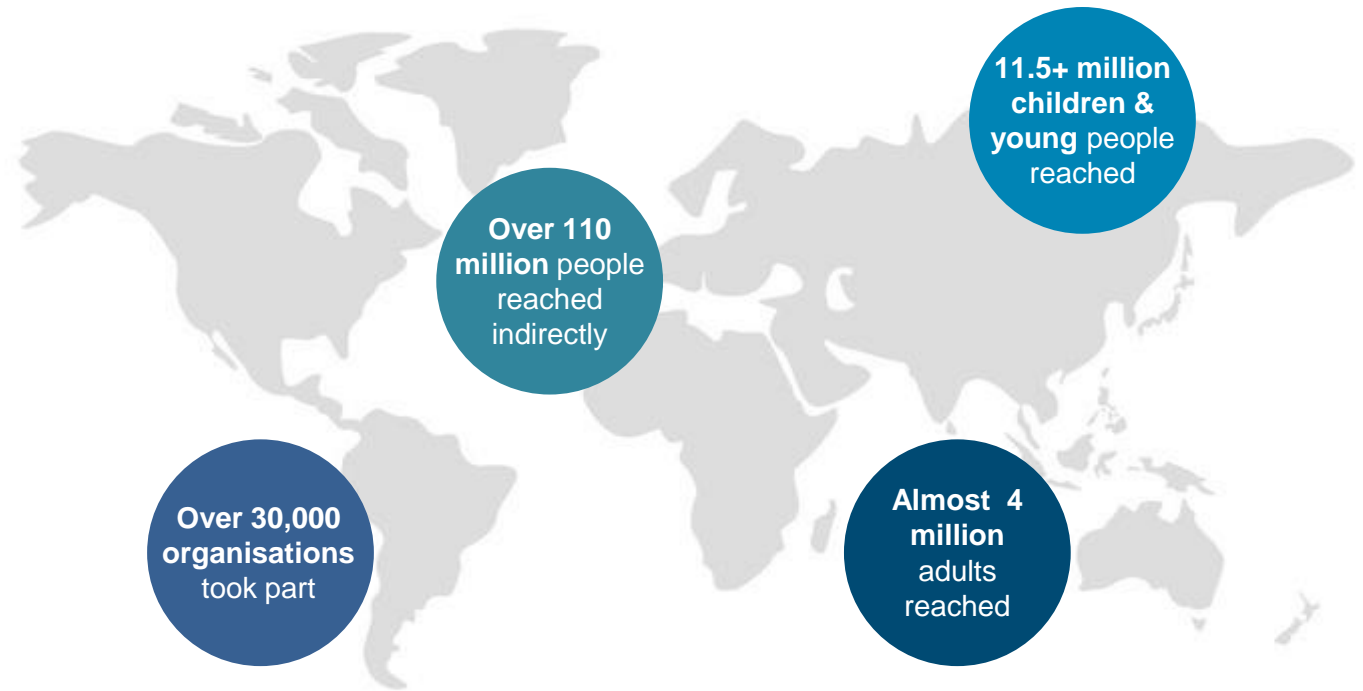 11.5+ million
children &
young people
reached
Over 110
million people
reached
indirectly
Over 30,000
organisations
took part
Almost  4
million
adults
reached